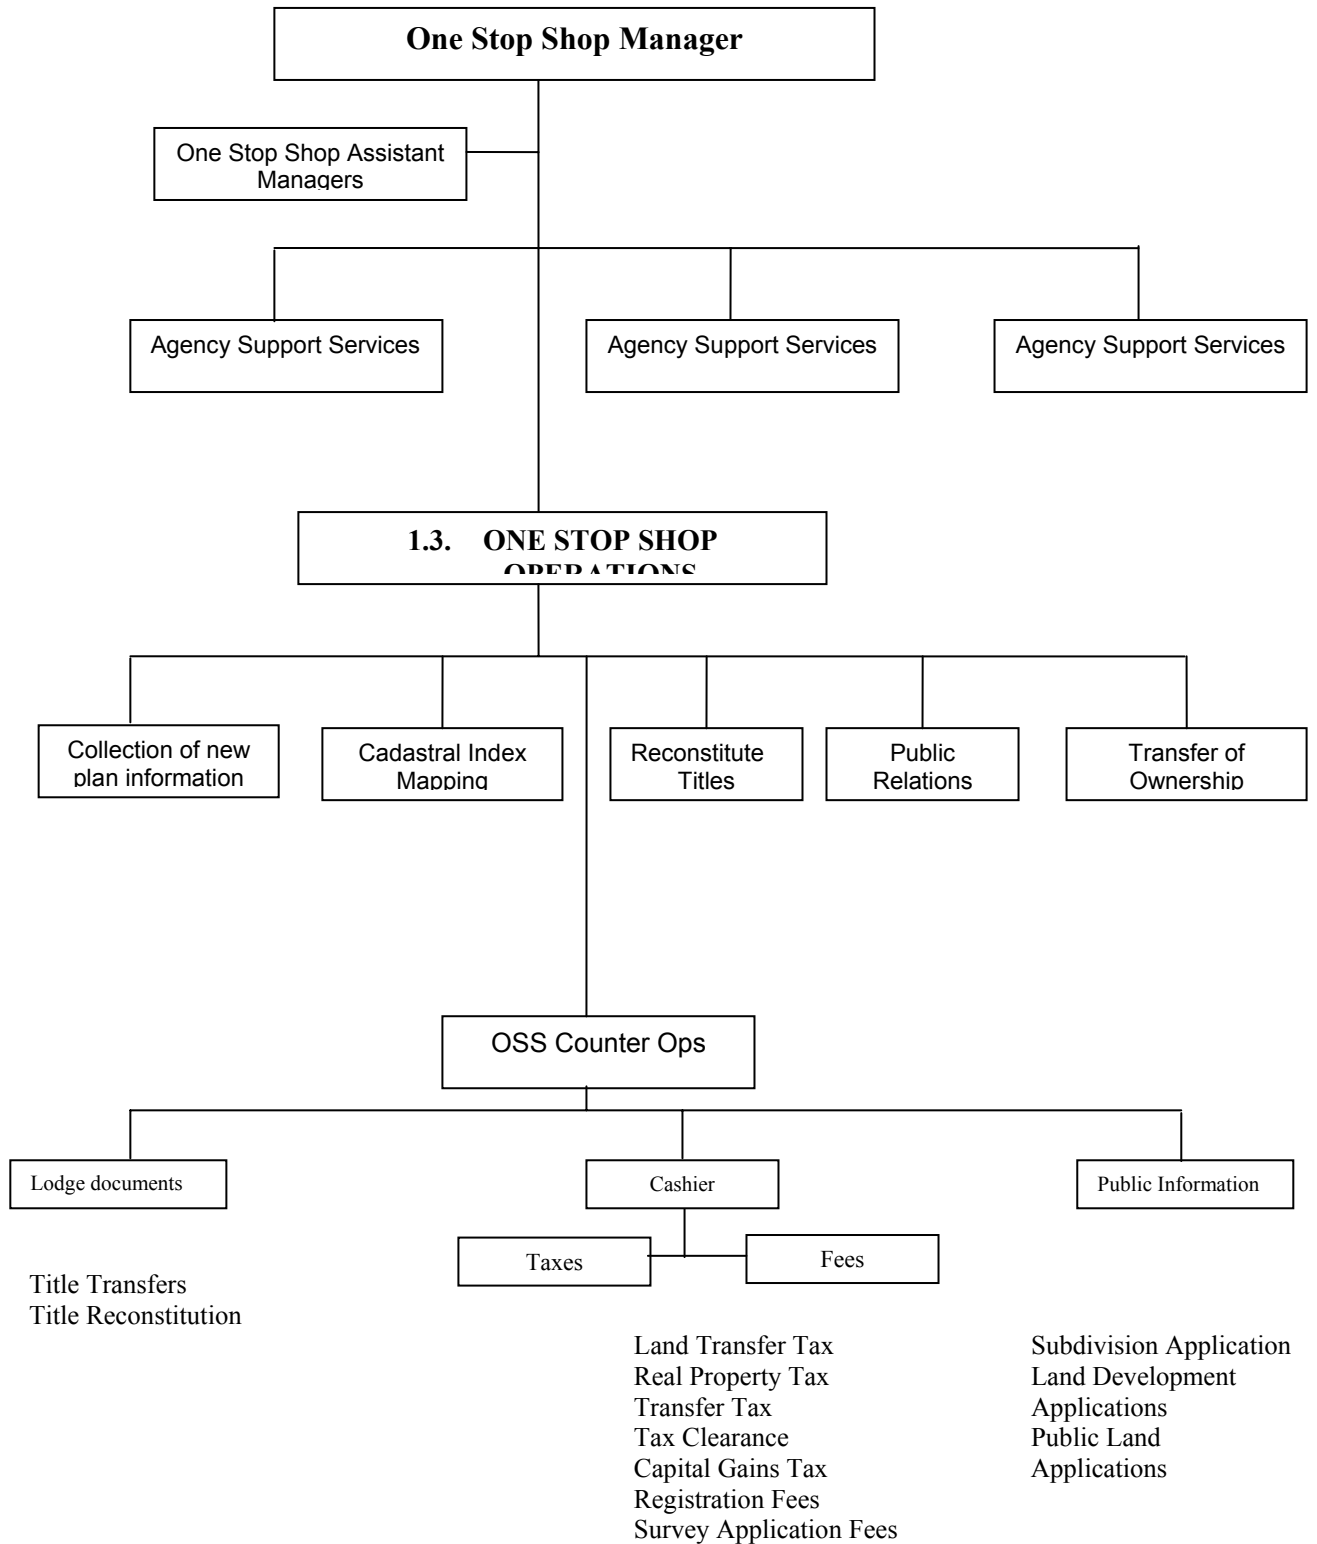 One Stop Shop Manager
One Stop Shop Assistant
Managers
Agency Support Services
Agency Support Services
Agency Support Services
1.3. ONE STOP SHOP
OPERATIONS
Collection of new
plan information
Cadastral Index
Mapping
Reconstitute
Titles
Public
Relations
Transfer of
Ownership
OSS Counter Ops
Lodge documents
Cashier
Public Information
Taxes
Fees
Title Transfers
Title Reconstitution
Land Transfer Tax
Real Property Tax
Transfer Tax
Tax Clearance
Capital Gains Tax
Registration Fees
Survey Application Fees
Subdivision Application
Land Development
Applications
Public Land
Applications